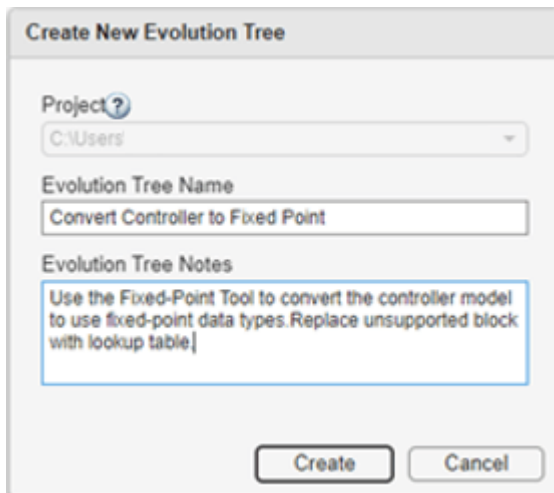 Create New Evolution Tree
Project?
C:\Users
Evolution Tree Name
Convert Controller to Fixed Point
Evolution Tree Notes
Use the Fixed-Point Tool to convert the controller model
to use fixed-point data types.Replace unsupported block
with lookup table.
Create Cancel